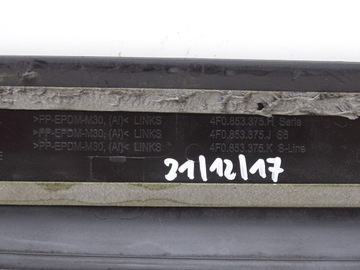 >PP-EPDM-M30, (AI)< LINKS 4F0.853.375.H Serie
>PP-EPDM-M30, (AI)< LINKS 4F0.853.375.J S6
>PP-EPDM-M30, (AI)< LINKS 4F0.853.375.K S-Line
E
21/12/17